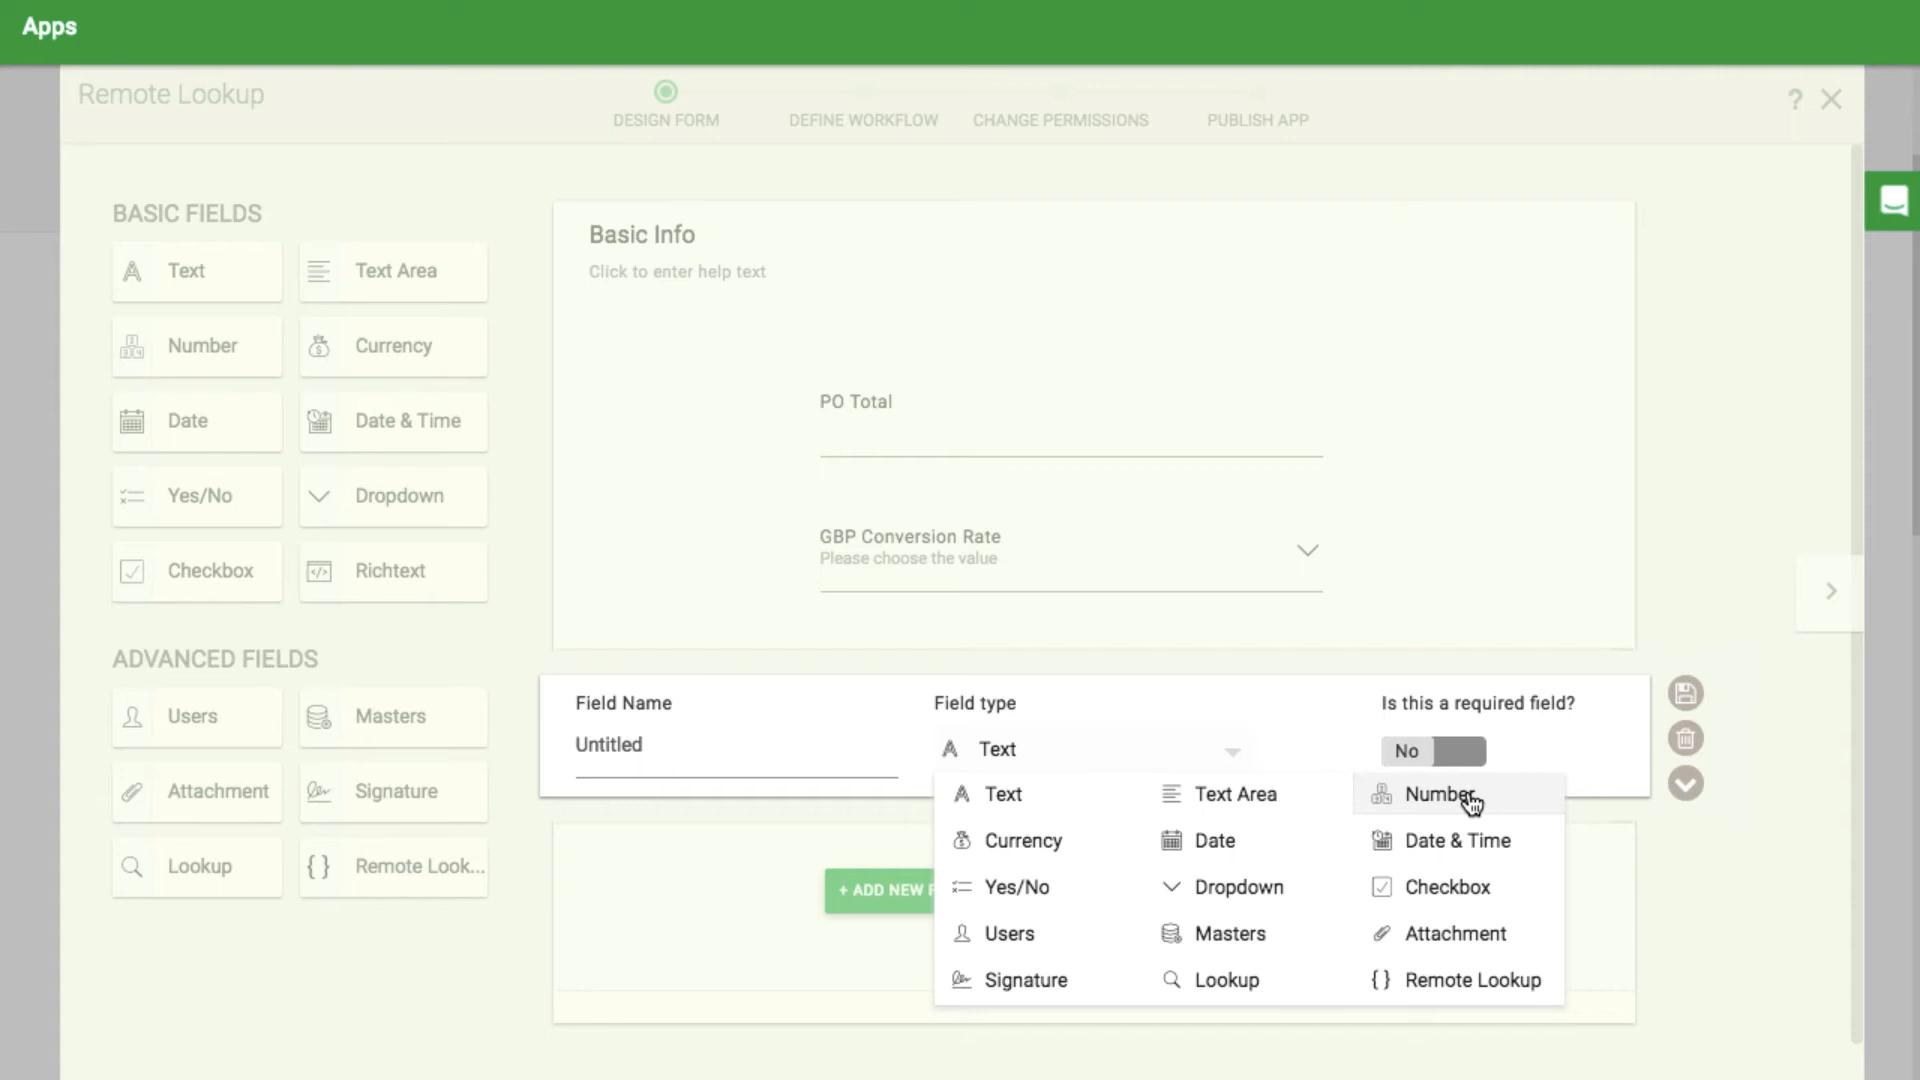 Apps
Remote Lookup
DESIGN FORM
DEFINE WORKFLOW
CHANGE PERMISSIONS
PUBLISH APP
?
BASIC FIELDS
Text
Text Area
Number
Currency
Date
Date & Time
Yes/No
Dropdown
Checkbox
Richtext
ADVANCED FIELDS
Users
Masters
Attachment
Signature
Lookup
Remote Look...
Basic Info
Click to enter help text
PO Total
GBP Conversion Rate
Please choose the value
Field Name
Untitled
Field type
Text
Is this a required field?
No
Text
Text Area
Number
Currency
Date
Date & Time
Yes/No
Dropdown
Checkbox
Users
Masters
Attachment
Signature
Lookup
Remote Lookup
+ ADD NEW